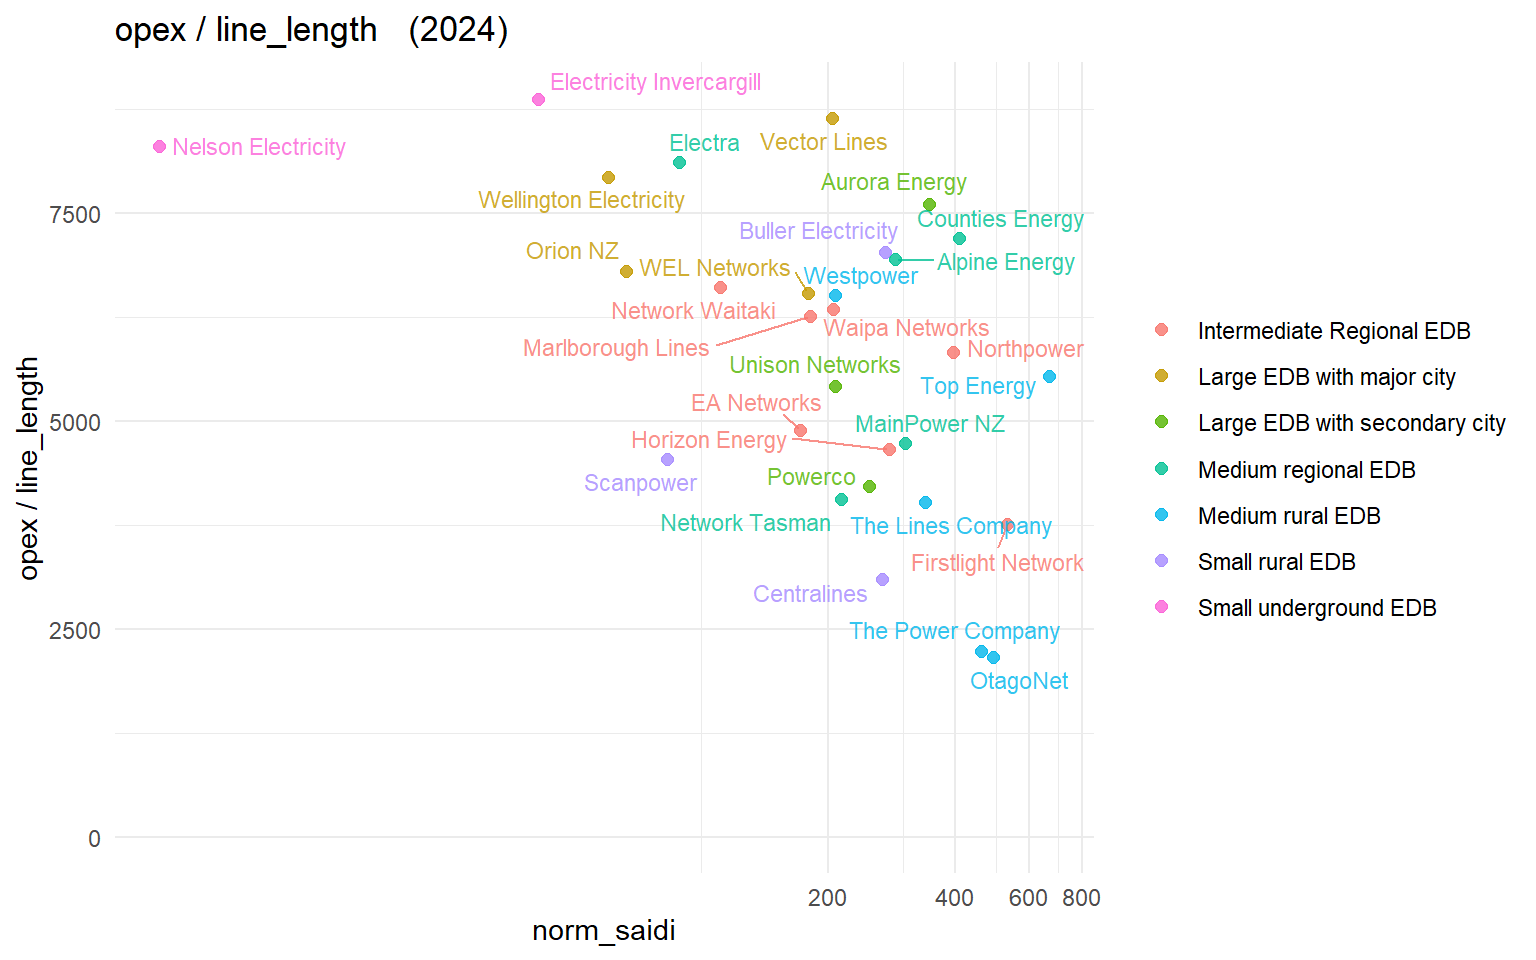 opex / line_length (2024)
Electricity Invercargill
Nelson Electricity
Electra
Vector Lines
Wellington Electricity
Aurora Energy
Counties Energy
Buller Electricity
Orion NZ
WEL Networks
Alpine Energy
Westpower
Network Waitaki
Waipa Networks
Marlborough Lines
Northpower
Unison Networks
Top Energy
EA Networks
MainPower NZ
Horizon Energy
Scanpower
Powerco
Network Tasman
The Lines Company
Firstlight Network
Centralines
The Power Company
OtagoNet
7500
5000
2500
0
opex / line_length
200
400
600
800
norm_saidi
Intermediate Regional EDB
Large EDB with major city
Large EDB with secondary city
Medium regional EDB
Medium rural EDB
Small rural EDB
Small underground EDB